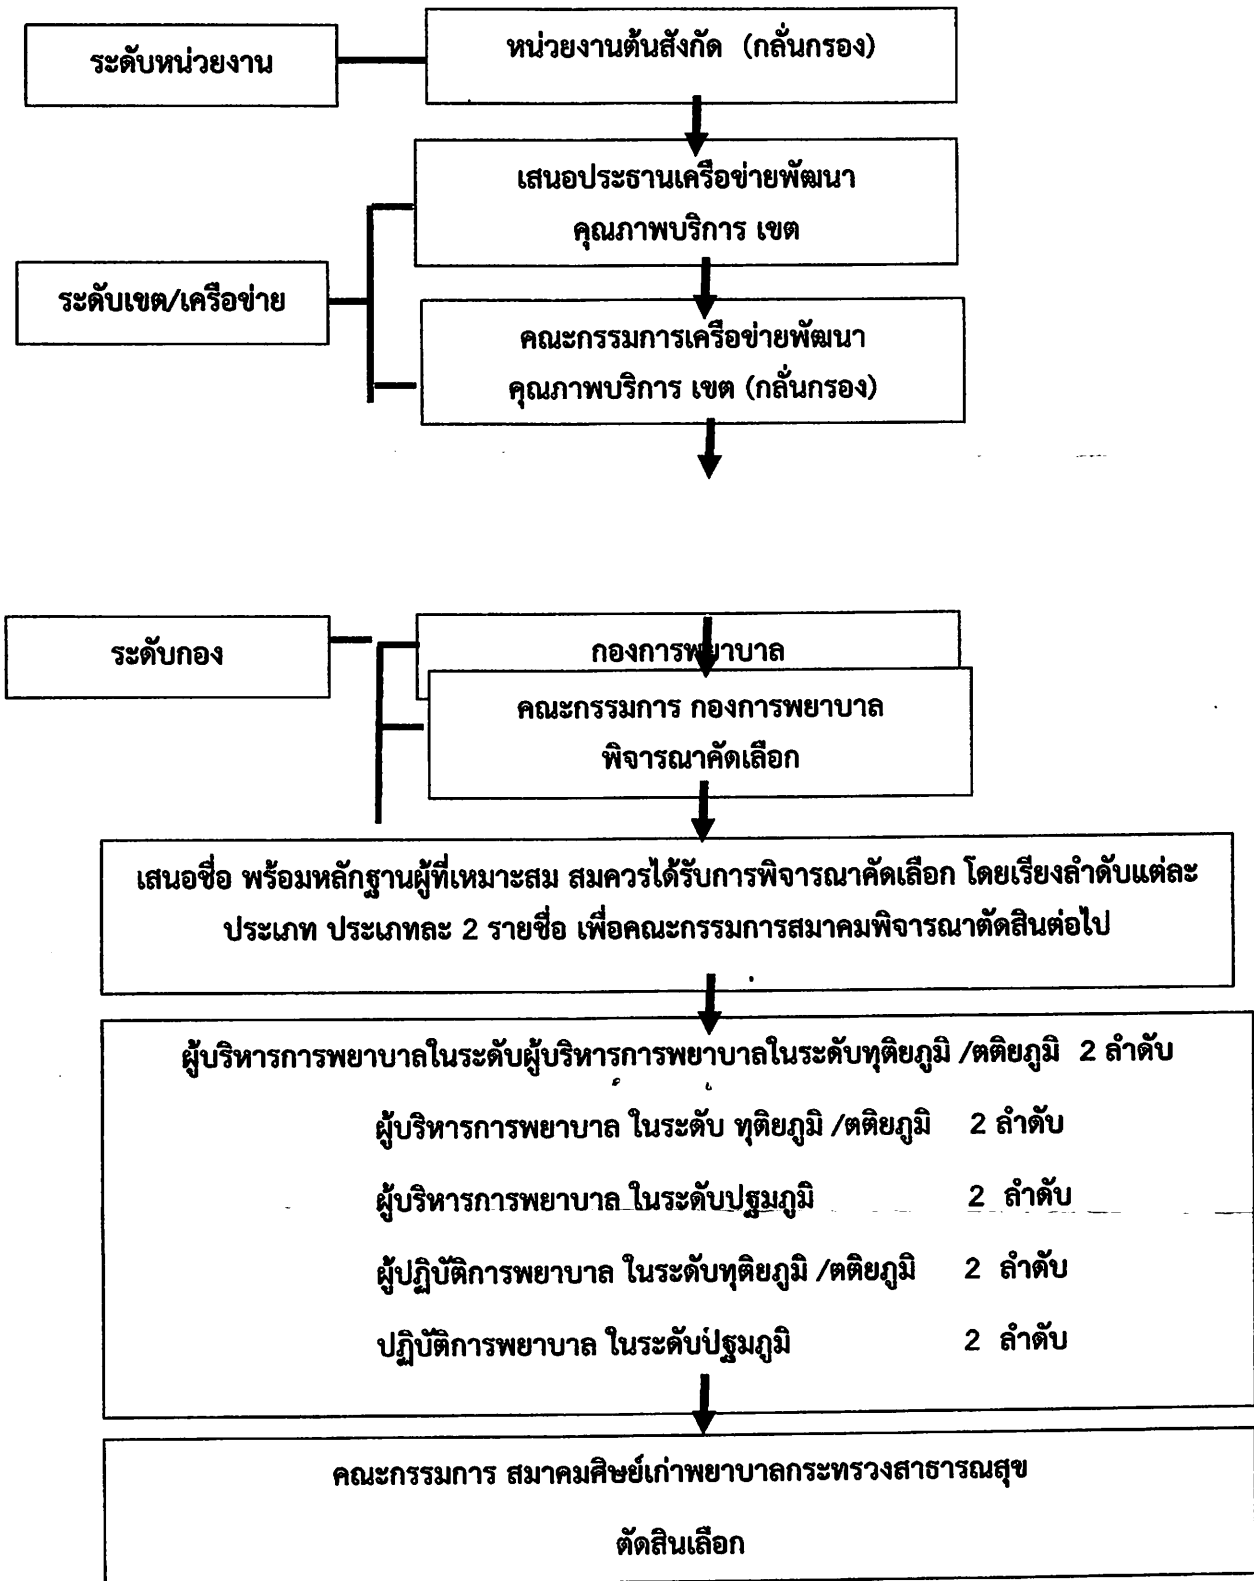 ระดับหน่วยงาน
หน่วยงานต้นสังกัด (กลั่นกรอง)
เสนอประธานเครือข่ายพัฒนา
คุณภาพบริการ เขต
ระดับเขต/เครือข่าย
คณะกรรมการเครือข่ายพัฒนา
คุณภาพบริการ เขต (กลั่นกรอง)
ระดับกอง
กองการพยาบาล
คณะกรรมการ กองการพยาบาล
พิจารณาคัดเลือก
เสนอชื่อ พร้อมหลักฐานผู้ที่เหมาะสม สมควรได้รับการพิจารณาคัดเลือก โดยเรียงลำดับแต่ละ
ประเภท ประเภทละ 2 รายชื่อ เพื่อคณะกรรมการสมาคมพิจารณาตัดสินต่อไป
ผู้บริหารการพยาบาลในระดับผู้บริหารการพยาบาลในระดับทุติยภูมิ /ตติยภูมิ 2 ลำดับ
ผู้บริหารการพยาบาล ในระดับ ทุติยภูมิ /ตติยภูมิ 2 ลำดับ
ผู้บริหารการพยาบาล ในระดับปฐมภูมิ 2 ลำดับ
ผู้ปฏิบัติการพยาบาล ในระดับทุติยภูมิ /ตติยภูมิ 2 ลำดับ
ปฏิบัติการพยาบาล ในระดับปฐมภูมิ 2 ลำดับ
คณะกรรมการ สมาคมศิษย์เก่าพยาบาลกระทรวงสาธารณสุข
ตัดสินเลือก